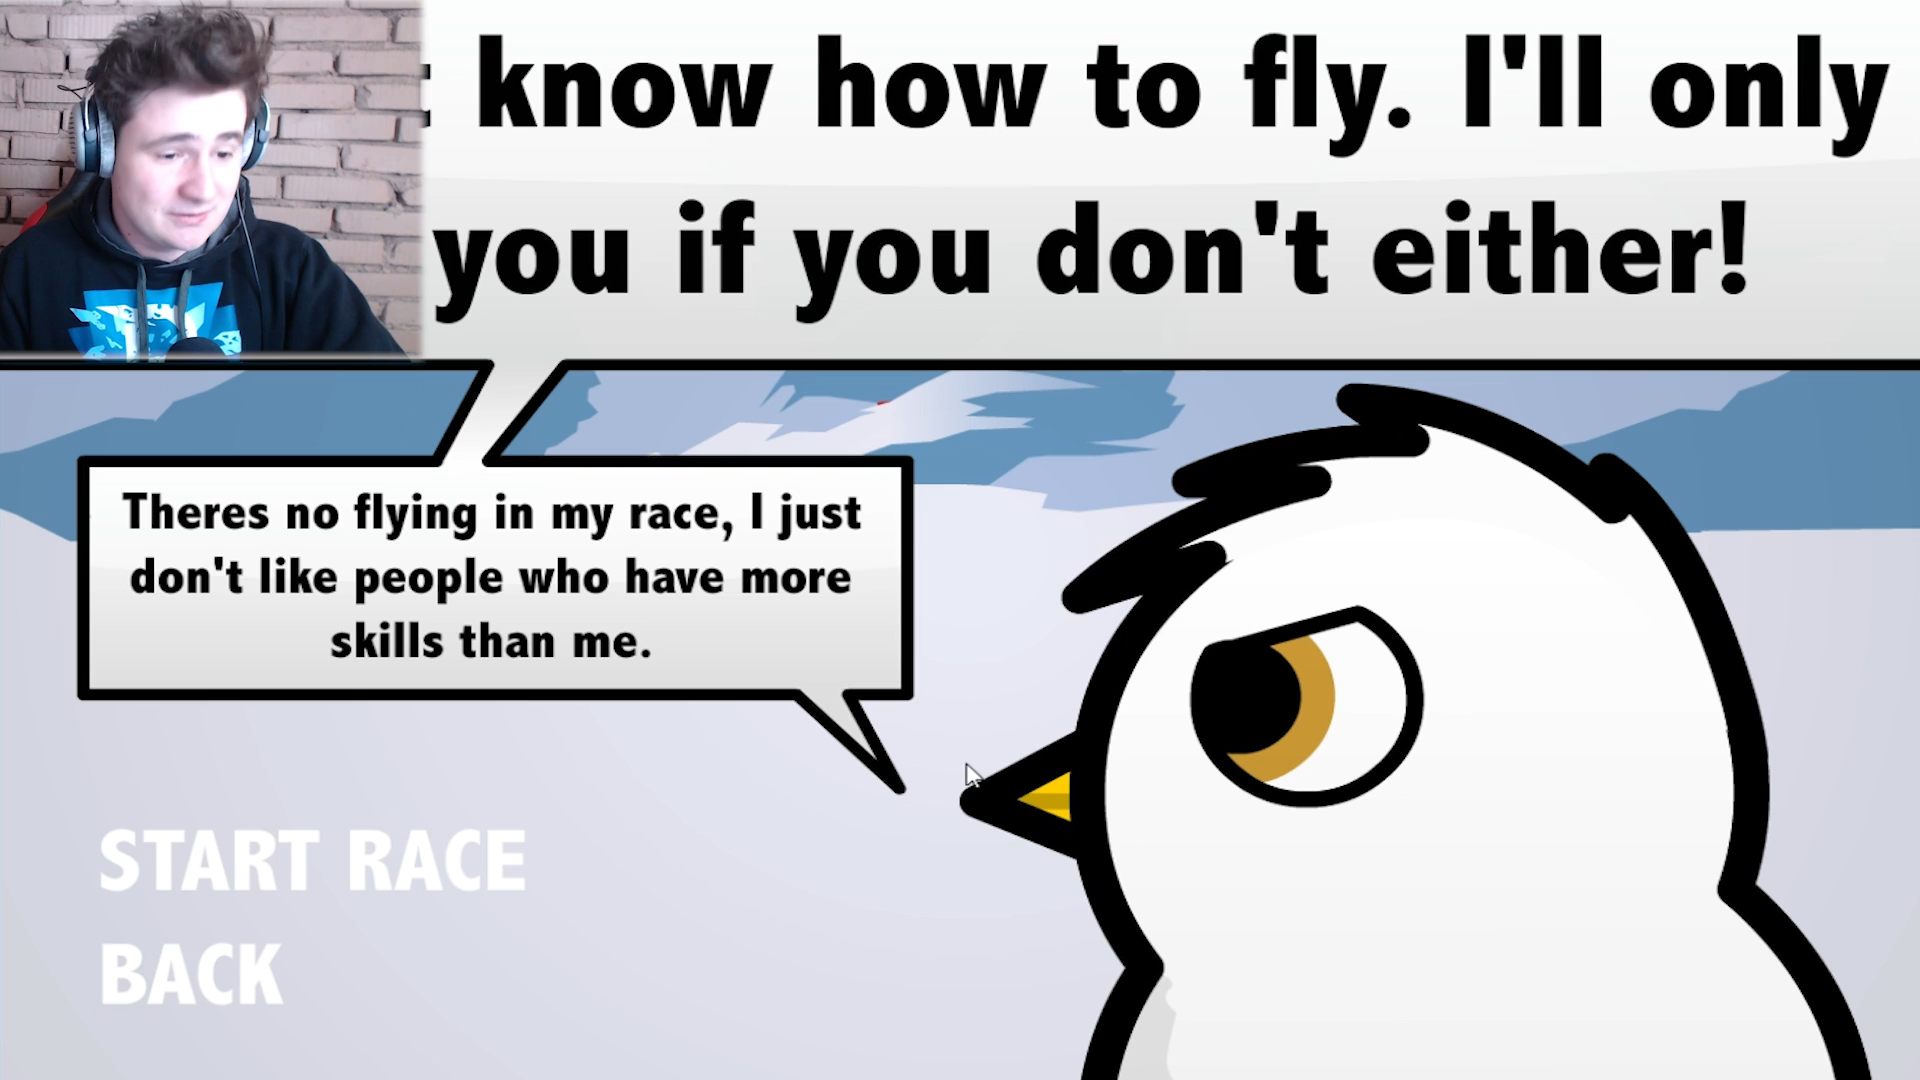 know how to fly. I'll only
you if you don't either!
Theres no flying in my race, I just
don't like people who have more
skills than me.
START RACE
BACK